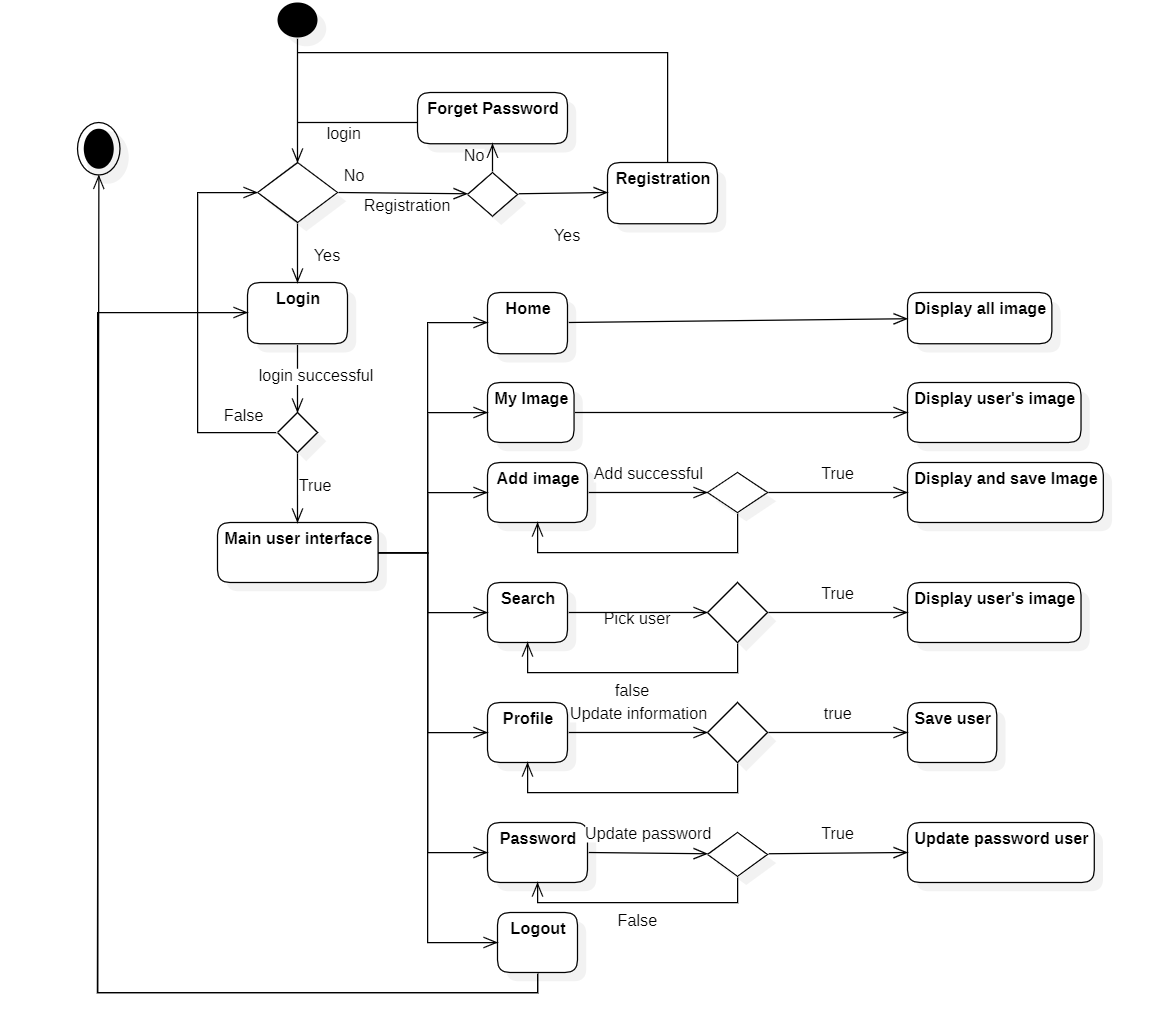 Forget Password
login
No
No
Registration
Registration
Yes
Yes
Login
Home
Display all image
login successful
My Image
Display user's image
False
Add image
Add successful
True
Display and save Image
True
Main user interface
Search
Pick user
True
Display user's image
false
Profile
Update information
true
Save user
Password
Update password
True
Update password user
False
Logout